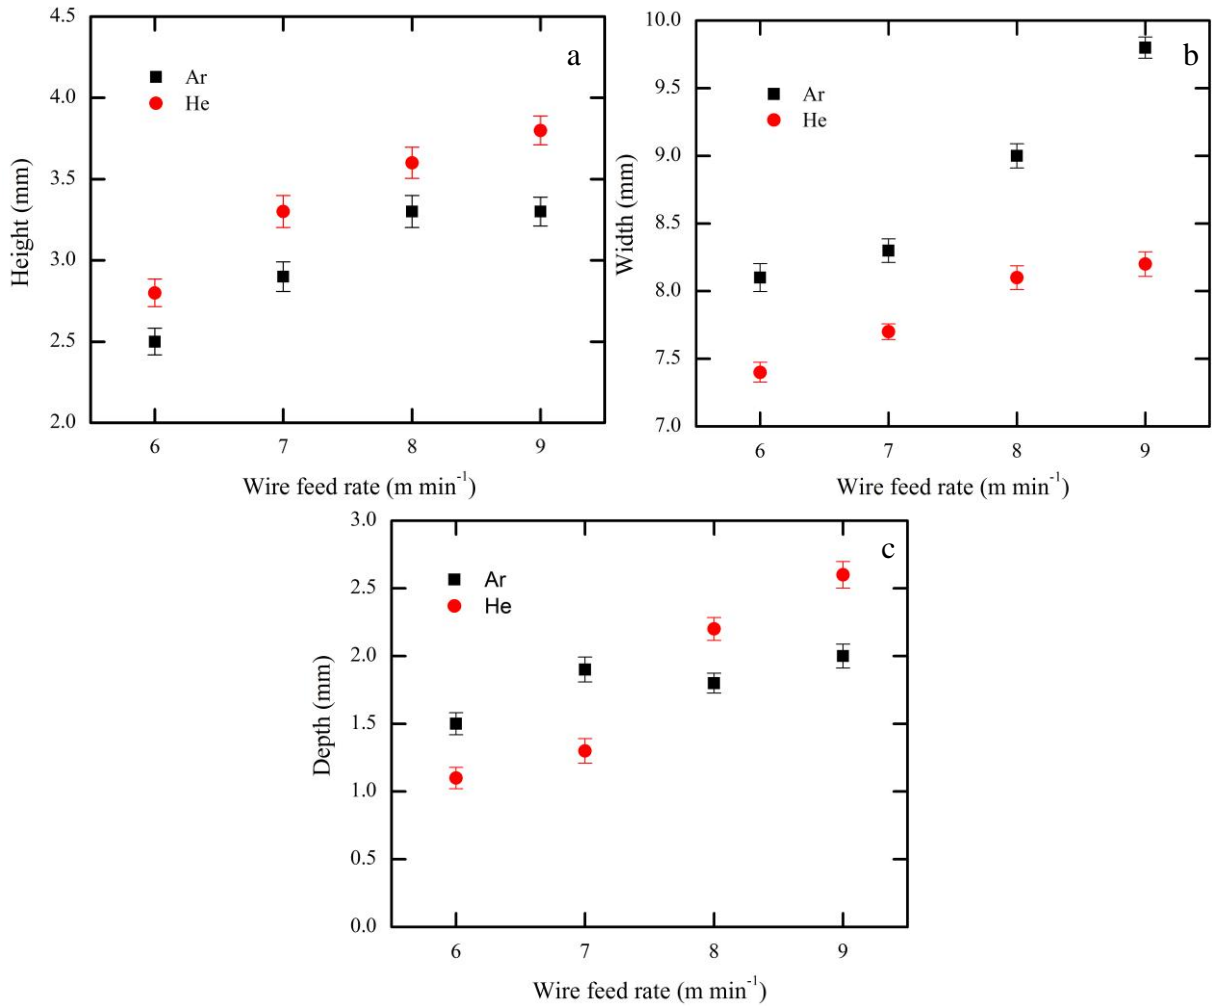 a
Ar
He
Height (mm)
4.5
4.0
3.5
3.0
2.5
2.0
6 7 8 9
Wire feed rate (m min⁻¹)
b
Ar
He
Width (mm)
10.0
9.5
9.0
8.5
8.0
7.5
7.0
6 7 8 9
Wire feed rate (m min⁻¹)
c
Ar
He
Depth (mm)
3.0
2.5
2.0
1.5
1.0
0.5
0.0
6 7 8 9
Wire feed rate (m min⁻¹)